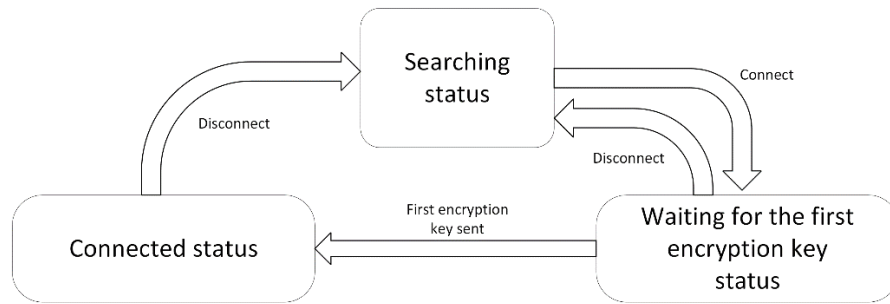 Searching
status
Connect
Disconnect
Disconnect
First encryption
key sent
Connected status
Waiting for the first
encryption key
status